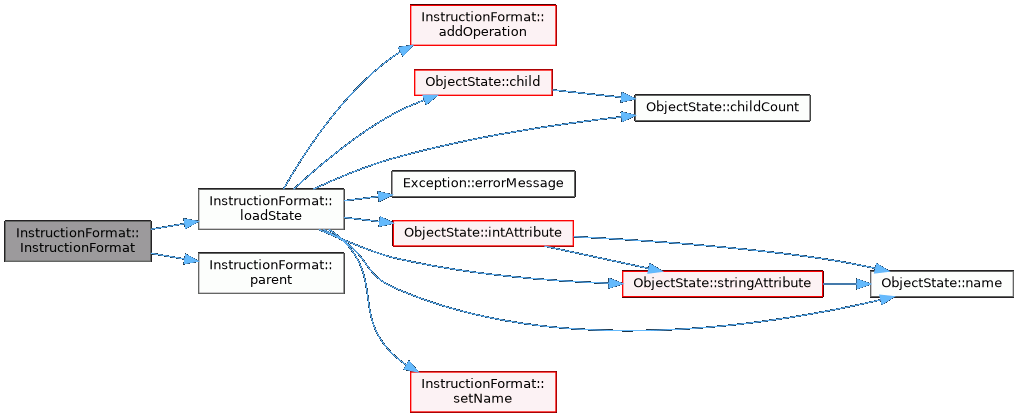 InstructionFormat::
addOperation
ObjectState::child
ObjectState::childCount
Exception::errorMessage
InstructionFormat::
loadState
InstructionFormat::
InstructionFormat
ObjectState::intAttribute
InstructionFormat::
parent
ObjectState::stringAttribute
ObjectState::name
InstructionFormat::
setName